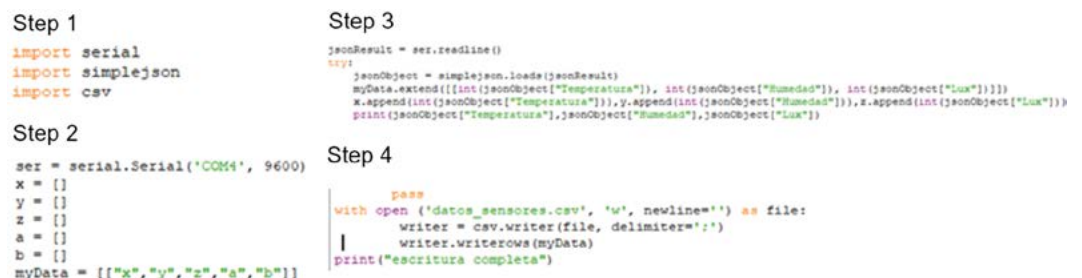 Step 1
import serial
import simplejson
import csv
Step 2
ser = serial.Serial('COM4', 9600)
x = []
y = []
z = []
a = []
b = []
myData = [["x","y","z","a","b"]]
Step 3
jsonResult = ser.readline()
try:
jsonObject = simplejson.loads(jsonResult)
myData.extend([[int(jsonObject["Temperatura"]), int(jsonObject["Humedad"]), int(jsonObject["Lux"])]])
x.append(int(jsonObject["Temperatura"])),y.append(int(jsonObject["Humedad"])),z.append(int(jsonObject["Lux"]))
print(jsonObject["Temperatura"],jsonObject["Humedad"],jsonObject["Lux"])
Step 4
pass
with open ('datos_sensores.csv', 'w', newline='') as file:
writer = csv.writer(file, delimiter=';')
writer.writerows(myData)
print("escritura completa")